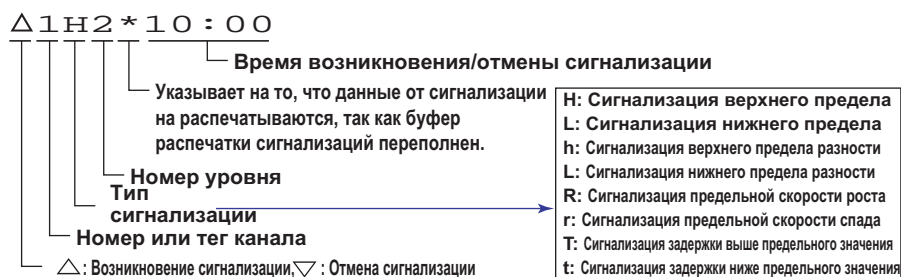 △1H2*10:00
Время возникновения/отмены сигнализации
Указывает на то, что данные от сигнализации
на распечатываются, так как буфер
распечатки сигнализаций переполнен.
Номер уровня
Тип
сигнализации
Номер или тег канала
△: Возникновение сигнализации,▽ : Отмена сигнализации
H: Сигнализация верхнего предела
L: Сигнализация нижнего предела
h: Сигнализация верхнего предела разности
L: Сигнализация нижнего предела разности
R: Сигнализация предельной скорости роста
r: Сигнализация предельной скорости спада
T: Сигнализация задержки выше предельного значения
t: Сигнализация задержки ниже предельного значения